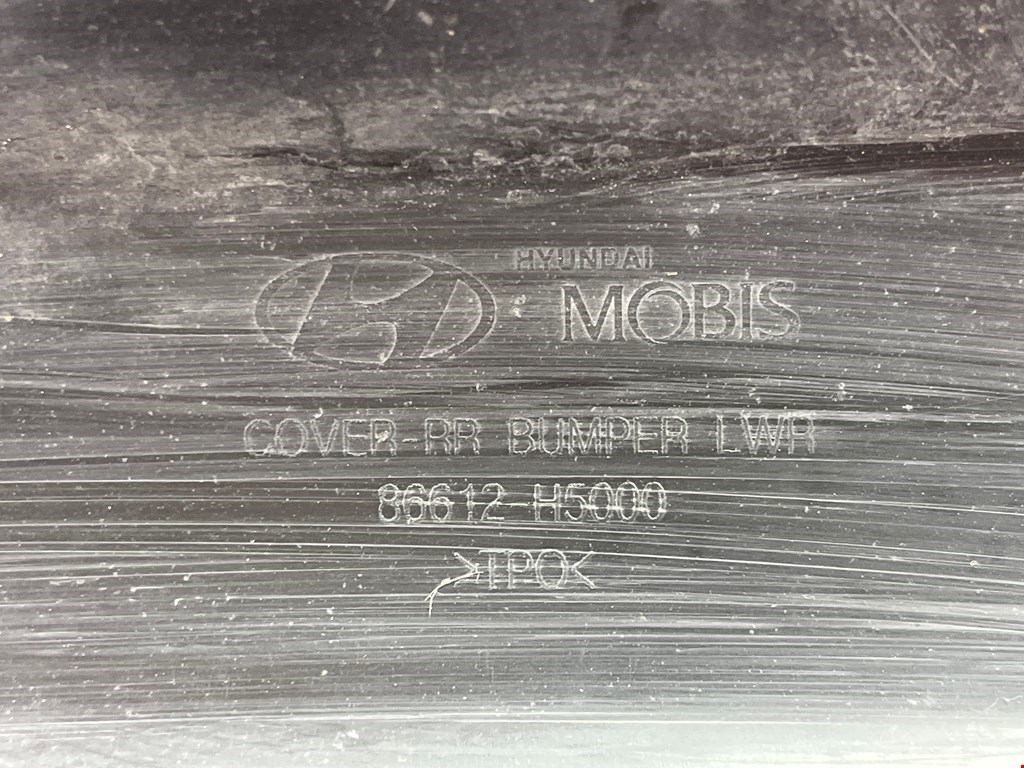 HYUNDAI
MOBIS
COVER-RR BUMPER LWR
86612-H5000
>TPO<